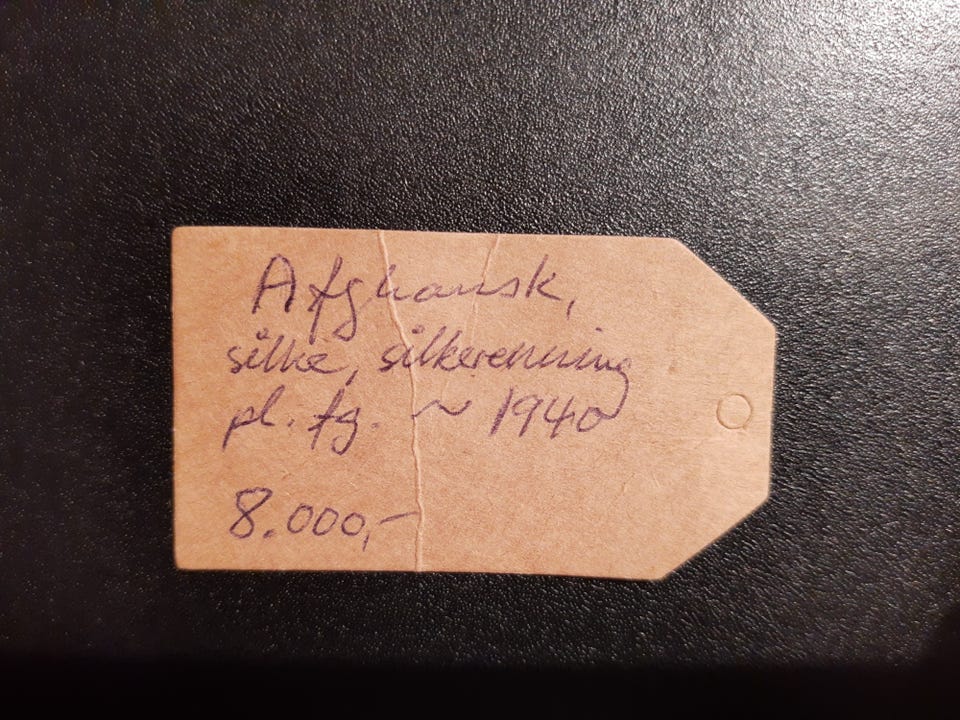 Afghansk,
silke, silkerenning
pl. fg. ~ 1940
8.000,-